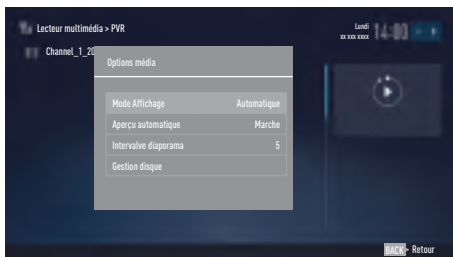 Lecteur multimédia > PVR
Lundi
xx xxx xxxx
14:00
Channel_1_20
Options média
Mode Affichage Automatique
Aperçu automatique Marche
Intervalve diaporama 5
Gestion disque
BACK Retour